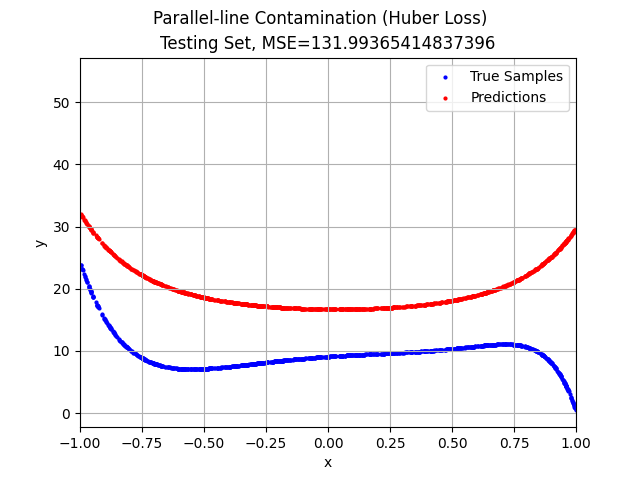 Parallel-line Contamination (Huber Loss)
Testing Set, MSE=131.99365414837396
True Samples
Predictions
50
40
30
20
10
0
y
−1.00 −0.75 −0.50 −0.25 0.00 0.25 0.50 0.75 1.00
x